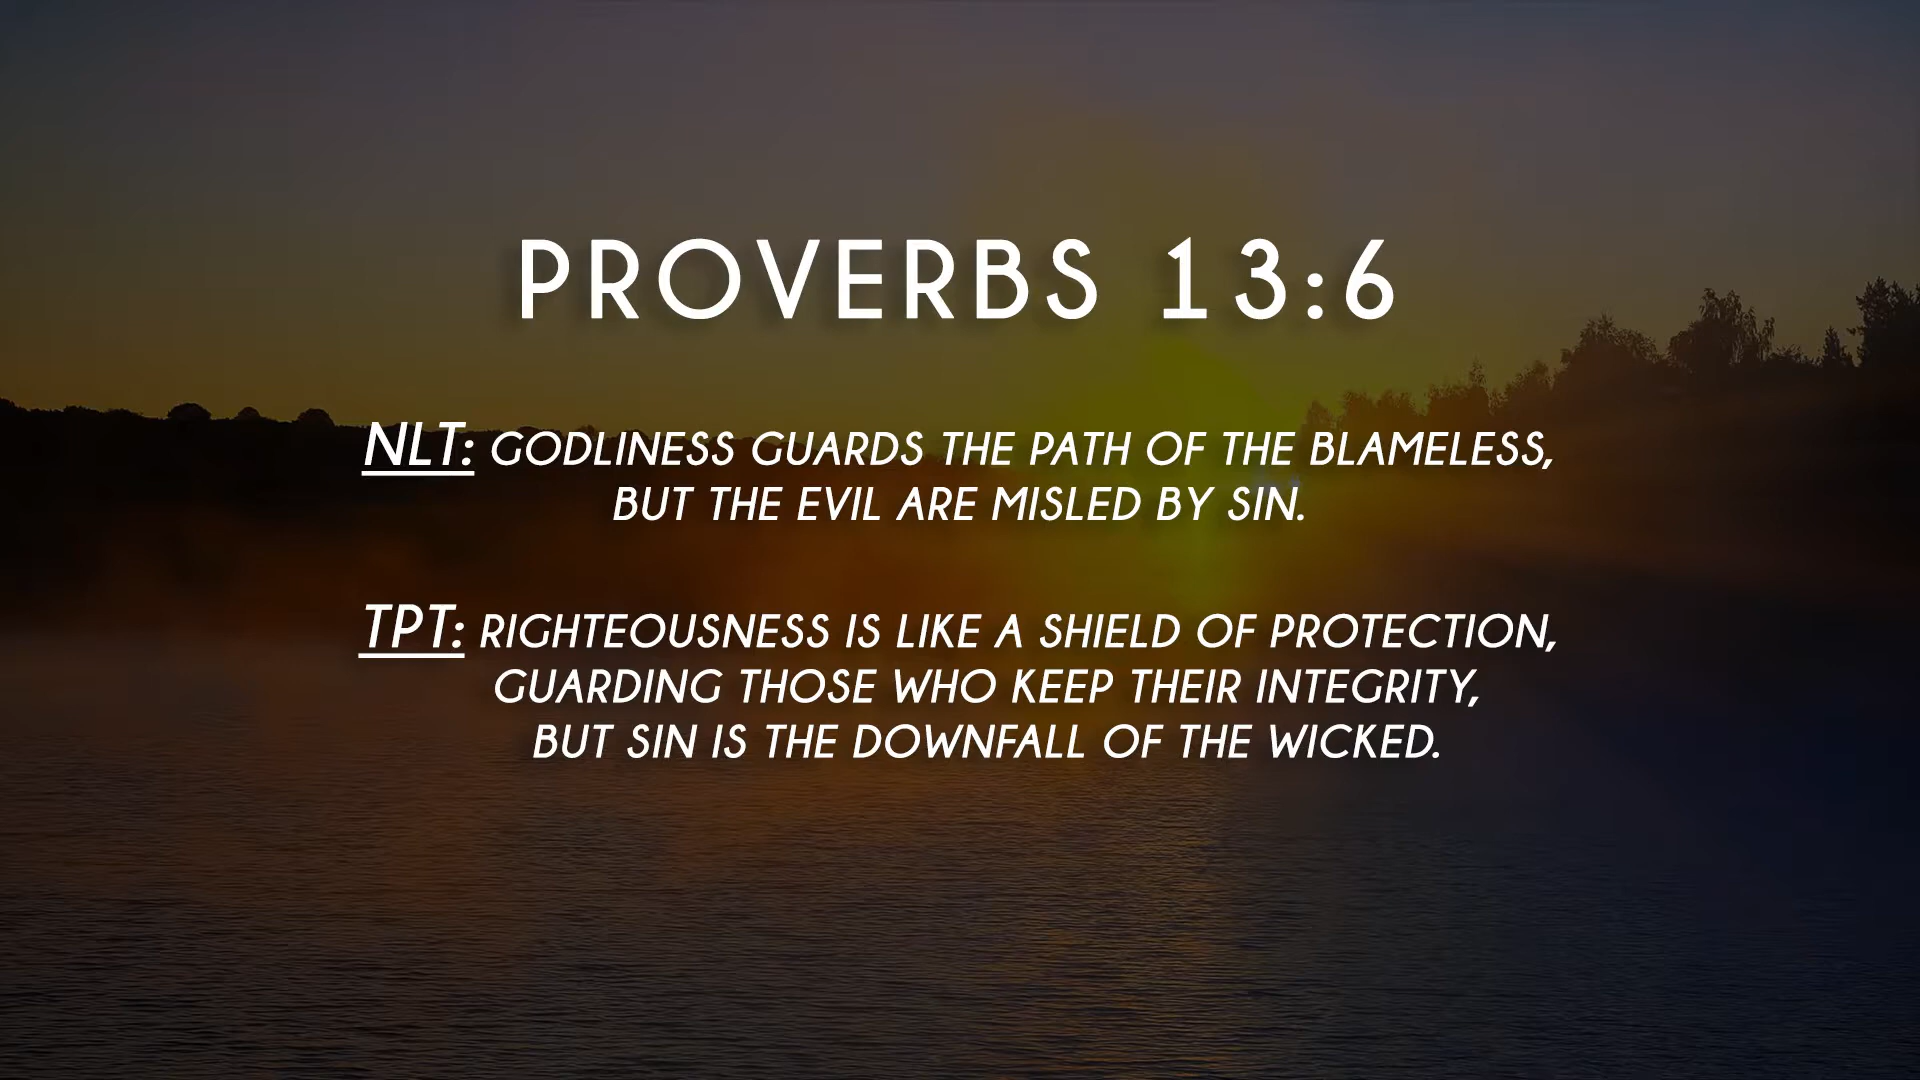 PROVERBS 13:6
NLT: GODLINESS GUARDS THE PATH OF THE BLAMELESS,
BUT THE EVIL ARE MISLED BY SIN.
TPT: RIGHTEOUSNESS IS LIKE A SHIELD OF PROTECTION,
GUARDING THOSE WHO KEEP THEIR INTEGRITY,
BUT SIN IS THE DOWNFALL OF THE WICKED.